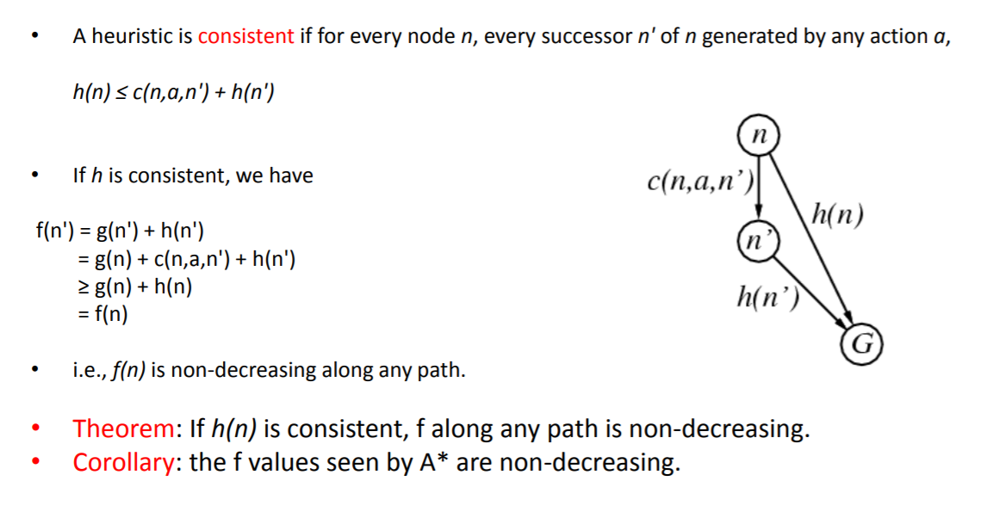 • A heuristic is consistent if for every node n, every successor n' of n generated by any action a,
h(n) ≤ c(n,a,n') + h(n')
• If h is consistent, we have
f(n') = g(n') + h(n')
= g(n) + c(n,a,n') + h(n')
≥ g(n) + h(n)
= f(n)
• i.e., f(n) is non-decreasing along any path.
• Theorem: If h(n) is consistent, f along any path is non-decreasing.
• Corollary: the f values seen by A* are non-decreasing.
n
c(n,a,n’)
h(n)
n’
h(n’)
G